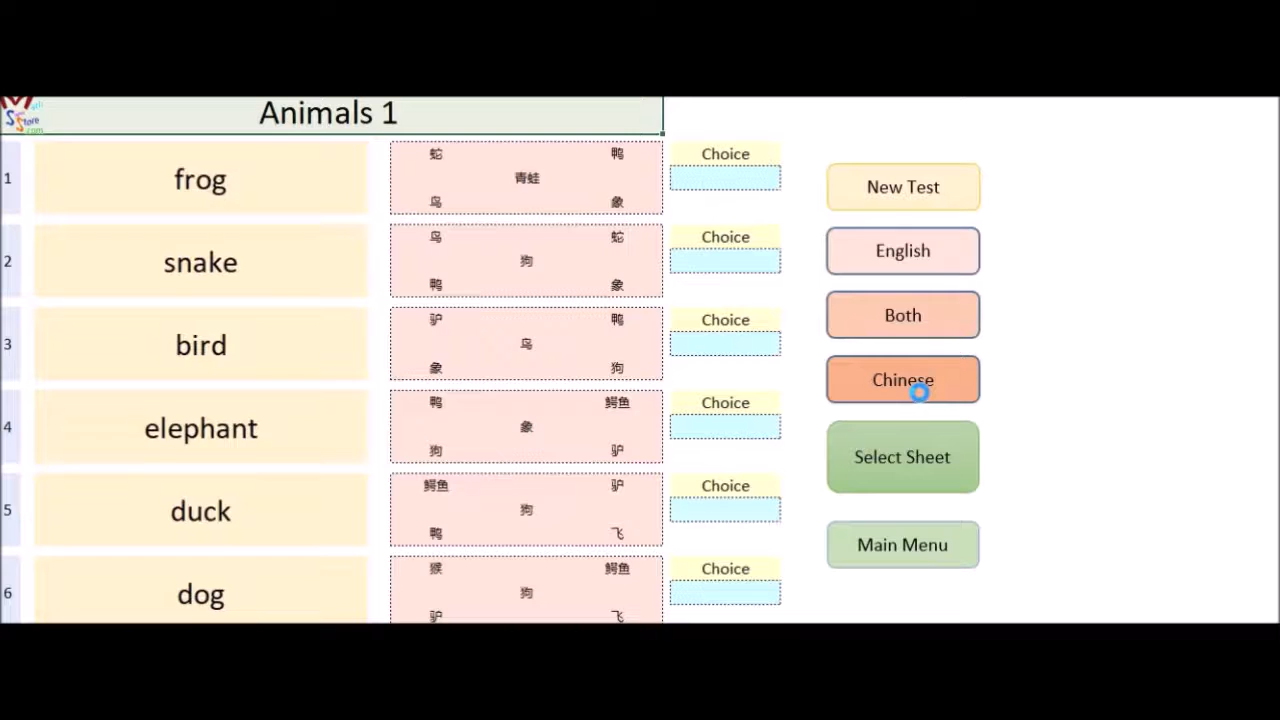 Animals 1
1
frog
蛇 鸭
青蛙
鸟 象
Choice
2
snake
鸟 蛇
狗
鸭 象
Choice
3
bird
驴 鸭
鸟
象 狗
Choice
4
elephant
鸭 鳄鱼
象
狗 驴
Choice
5
duck
鳄鱼 驴
狗
鸭 飞
Choice
6
dog
猴 鳄鱼
狗
驴 飞
Choice
New Test
English
Both
Chinese
Select Sheet
Main Menu